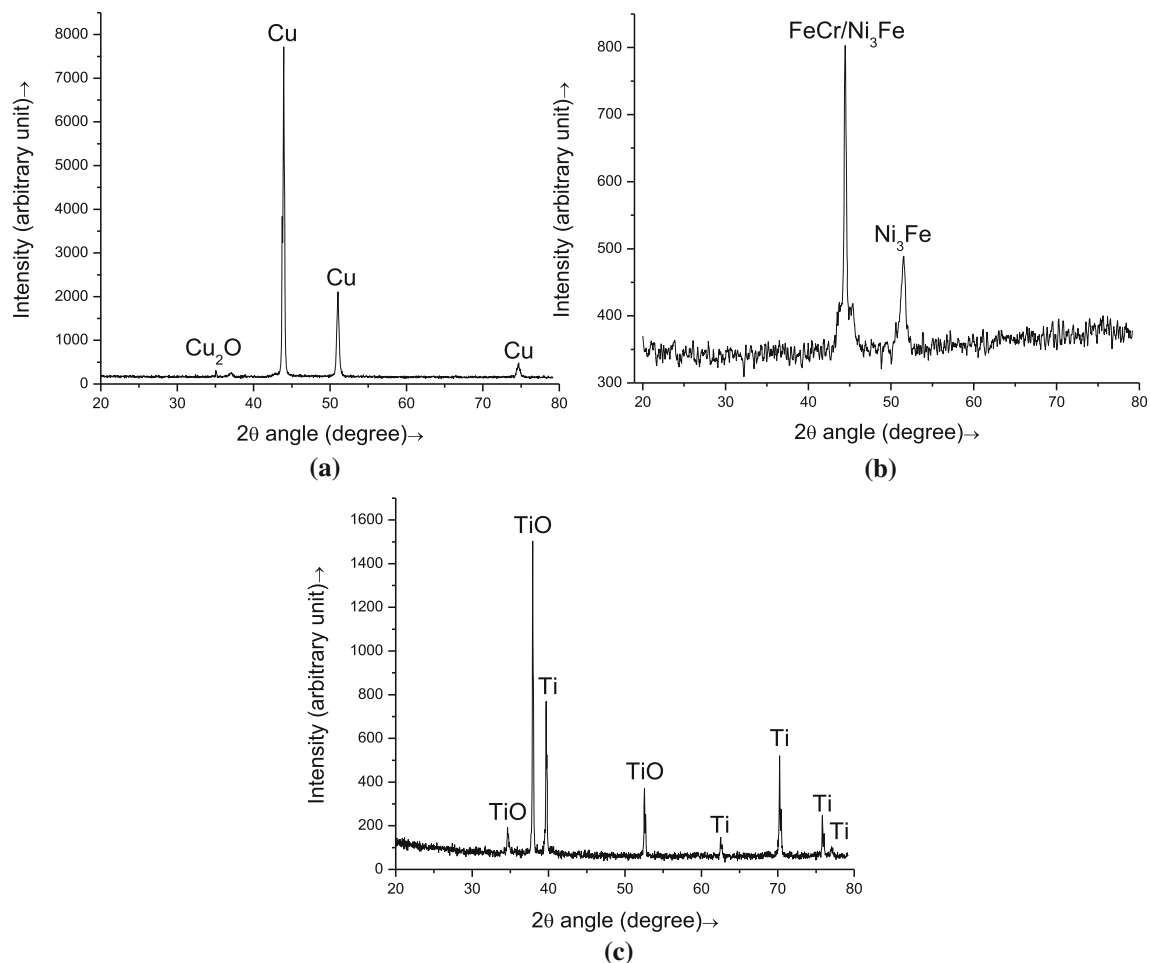 Intensity (arbitrary unit)→
8000
7000
6000
5000
4000
3000
2000
1000
0
Cu
Cu
Cu₂O
Cu
20 30 40 50 60 70 80
2θ angle (degree)→
(a)
Intensity (arbitrary unit)→
800
700
600
500
400
300
FeCr/Ni₃Fe
Ni₃Fe
20 30 40 50 60 70 80
2θ angle (degree)→
(b)
Intensity (arbitrary unit)→
1600
1400
1200
1000
800
600
400
200
0
TiO
Ti
TiO
TiO
Ti
Ti
Ti
Ti
20 30 40 50 60 70 80
2θ angle (degree)→
(c)